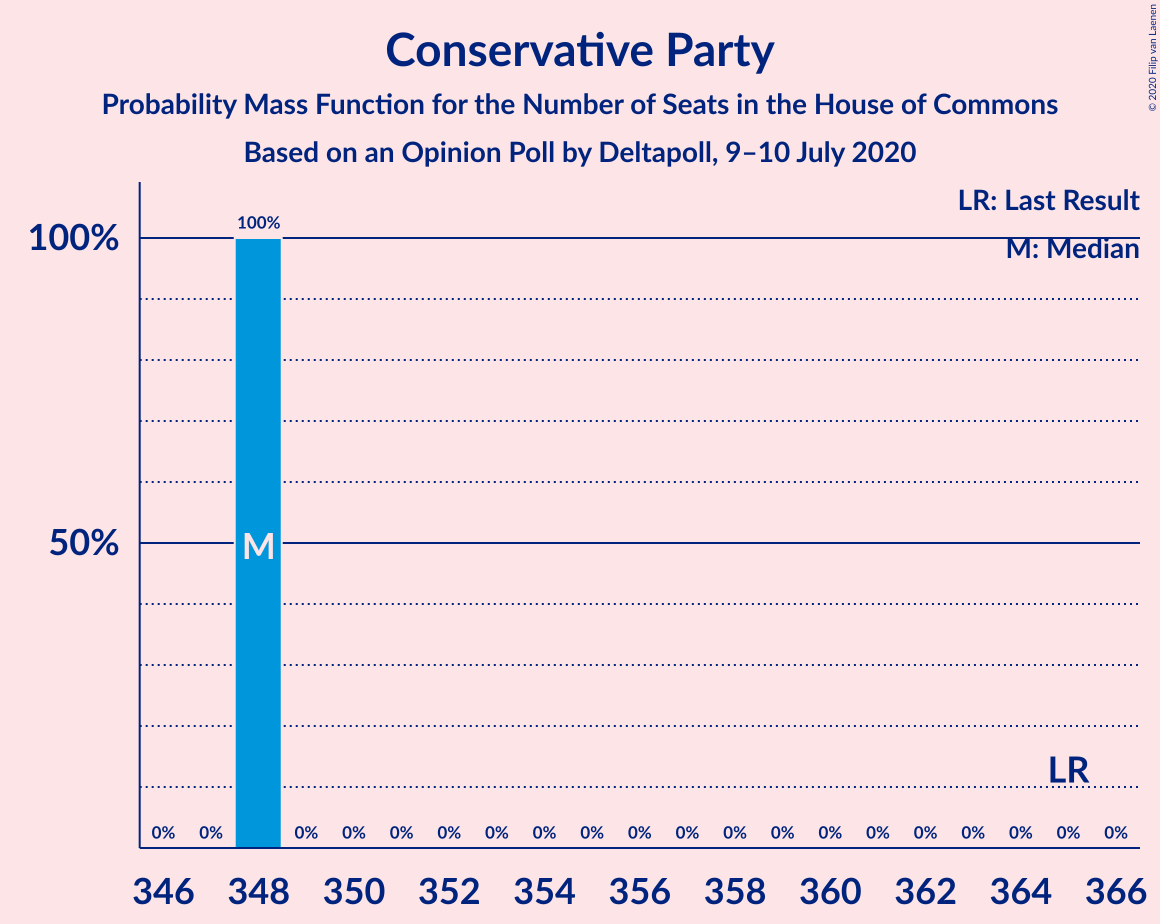 © 2020 Filip van Laenen
Conservative Party
Probability Mass Function for the Number of Seats in the House of Commons
Based on an Opinion Poll by Deltapoll, 9–10 July 2020
LR: Last Result
M: Median
100%
100%
50%
M
LR
0% 0% 0% 0% 0% 0% 0% 0% 0% 0% 0% 0% 0% 0% 0% 0% 0% 0% 0% 0%
346 348 350 352 354 356 358 360 362 364 366